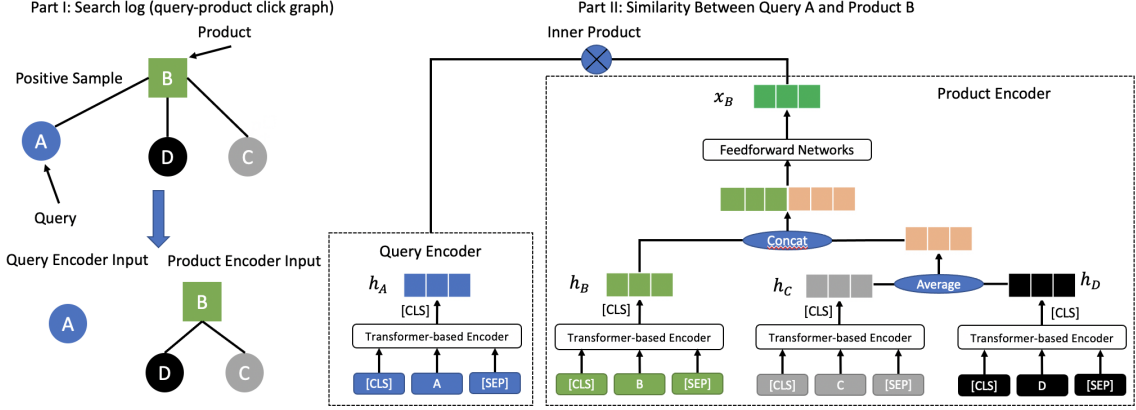 Part I: Search log (query-product click graph)
Product
Positive Sample
B
A
D
C
Query
Query Encoder Input
Product Encoder Input
A
B
D
C
Part II: Similarity Between Query A and Product B
Inner Product
Product Encoder
x_B
Feedforward Networks
Concat
Average
Query Encoder
h_A
[CLS]
Transformer-based Encoder
[CLS] A [SEP]
h_B
[CLS]
Transformer-based Encoder
[CLS] B [SEP]
h_C
[CLS]
Transformer-based Encoder
[CLS] C [SEP]
h_D
[CLS]
Transformer-based Encoder
[CLS] D [SEP]